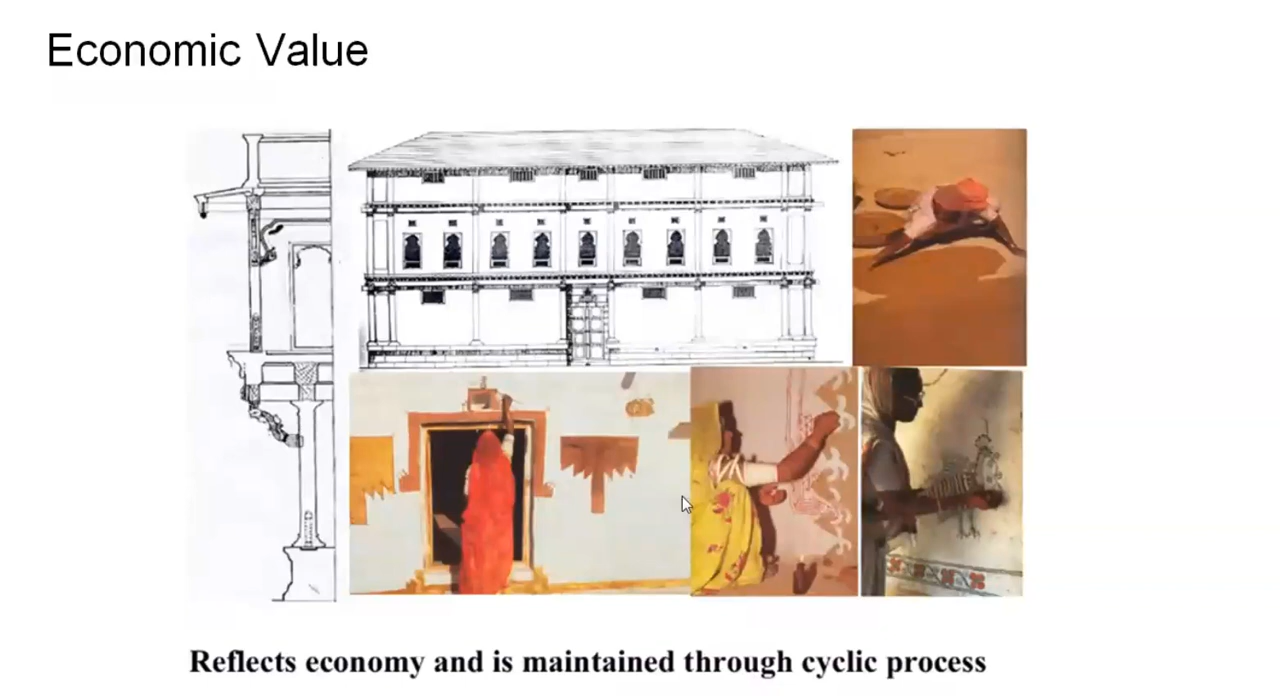 Economic Value
Reflects economy and is maintained through cyclic process